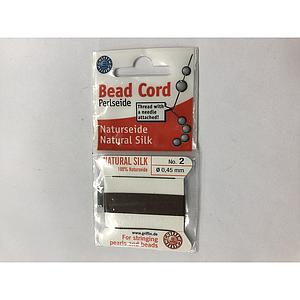 Bead Cord
Perlseide
Thread with
a needle
attached!
Naturseide
Natural Silk
NATURAL SILK
100% Naturseide
No. 2
Ø 0,45 mm
www.griffin.de
For stringing
pearls and beads